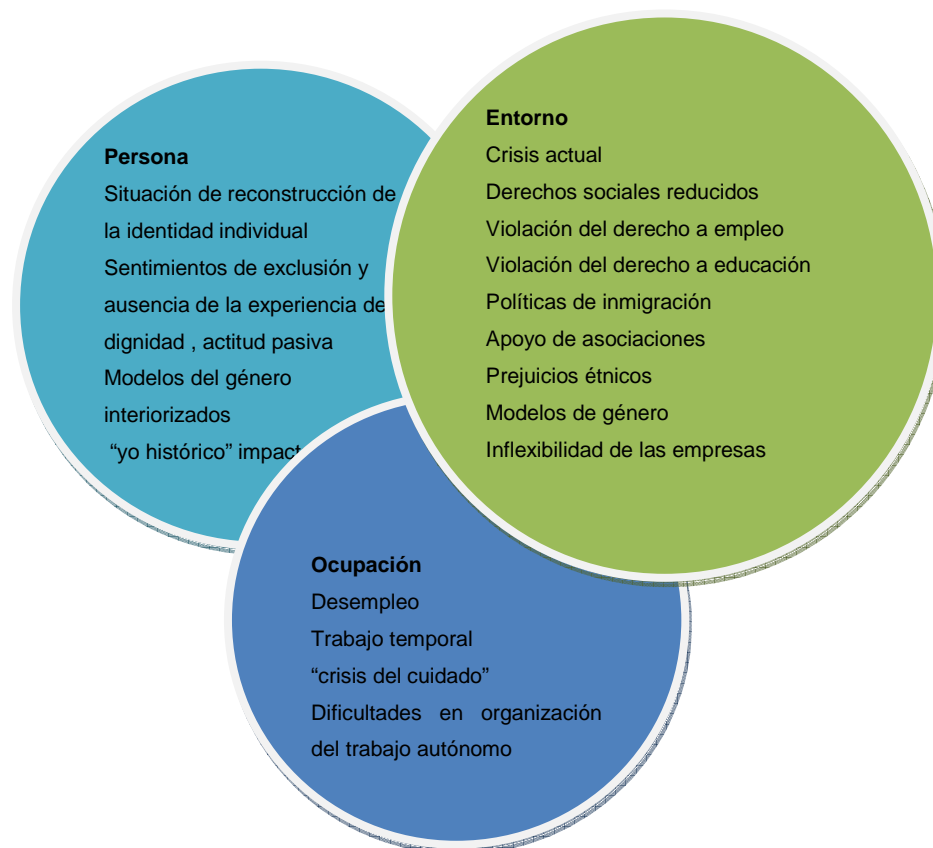 Persona
Situación de reconstrucción de
la identidad individual
Sentimientos de exclusión y
ausencia de la experiencia de
dignidad , actitud pasiva
Modelos del género
interiorizados
“yo histórico” impact
Entorno
Crisis actual
Derechos sociales reducidos
Violación del derecho a empleo
Violación del derecho a educación
Políticas de inmigración
Apoyo de asociaciones
Prejuicios étnicos
Modelos de género
Inflexibilidad de las empresas
Ocupación
Desempleo
Trabajo temporal
“crisis del cuidado”
Dificultades en organización
del trabajo autónomo